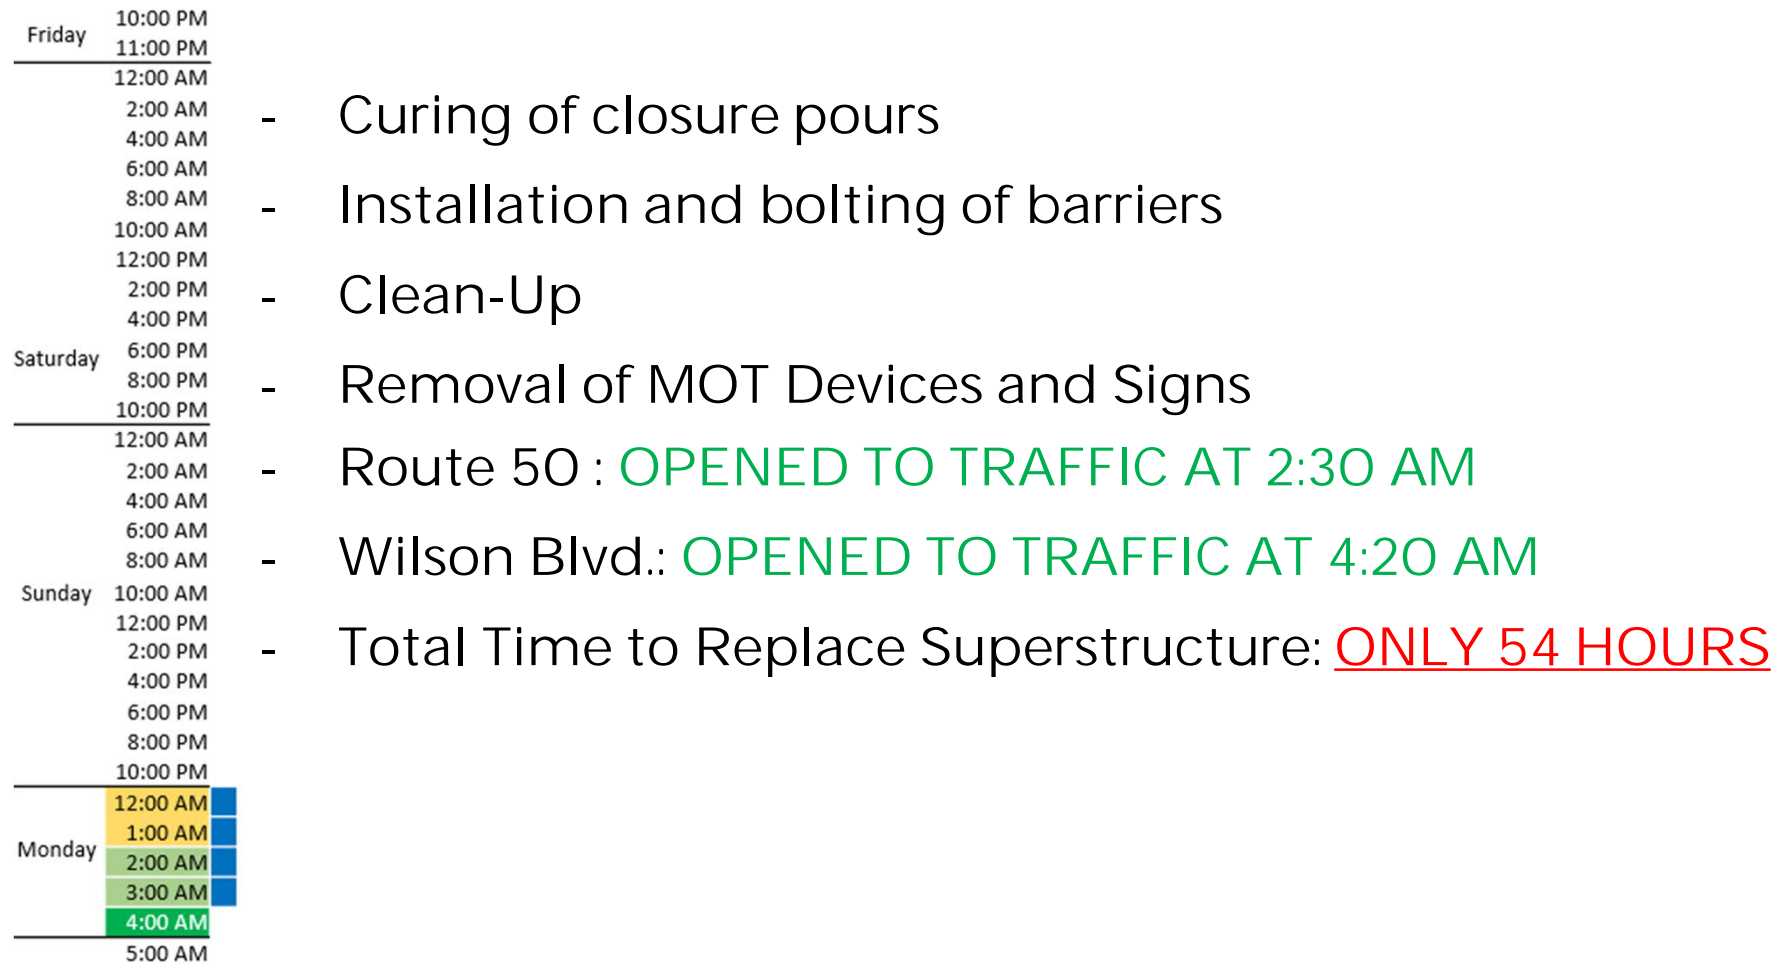 Friday
10:00 PM
11:00 PM
12:00 AM
2:00 AM
4:00 AM
6:00 AM
8:00 AM
10:00 AM
12:00 PM
2:00 PM
4:00 PM
Saturday
6:00 PM
8:00 PM
10:00 PM
12:00 AM
2:00 AM
4:00 AM
6:00 AM
8:00 AM
Sunday
10:00 AM
12:00 PM
2:00 PM
4:00 PM
6:00 PM
8:00 PM
10:00 PM
12:00 AM
1:00 AM
Monday
2:00 AM
3:00 AM
4:00 AM
5:00 AM
- Curing of closure pours
- Installation and bolting of barriers
- Clean-Up
- Removal of MOT Devices and Signs
- Route 50 : OPENED TO TRAFFIC AT 2:30 AM
- Wilson Blvd.: OPENED TO TRAFFIC AT 4:20 AM
- Total Time to Replace Superstructure: ONLY 54 HOURS